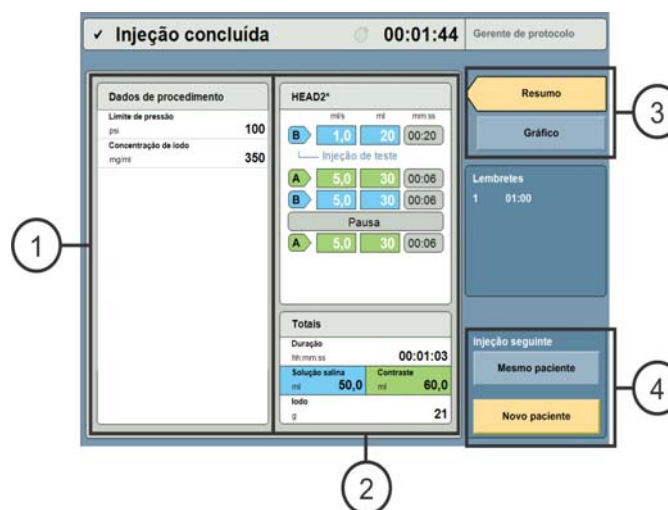 ✓ Injeção concluída 00:01:44 Gerente de protocolo
Dados de procedimento
Limite de pressão
psi 100
Concentração de iodo
mg/ml 350
HEAD2*
ml/s ml mm:ss
B 1,0 20 00:20
Injeção de teste
A 5,0 30 00:06
B 5,0 30 00:06
Pausa
A 5,0 30 00:06
Totais
Duração
hh:mm:ss 00:01:03
Solução salina Contraste
ml 50,0 ml 60,0
Iodo
g 21
Resumo
Gráfico
Lembretes
1 01:00
Injeção seguinte
Mesmo paciente
Novo paciente
1
2
3
4